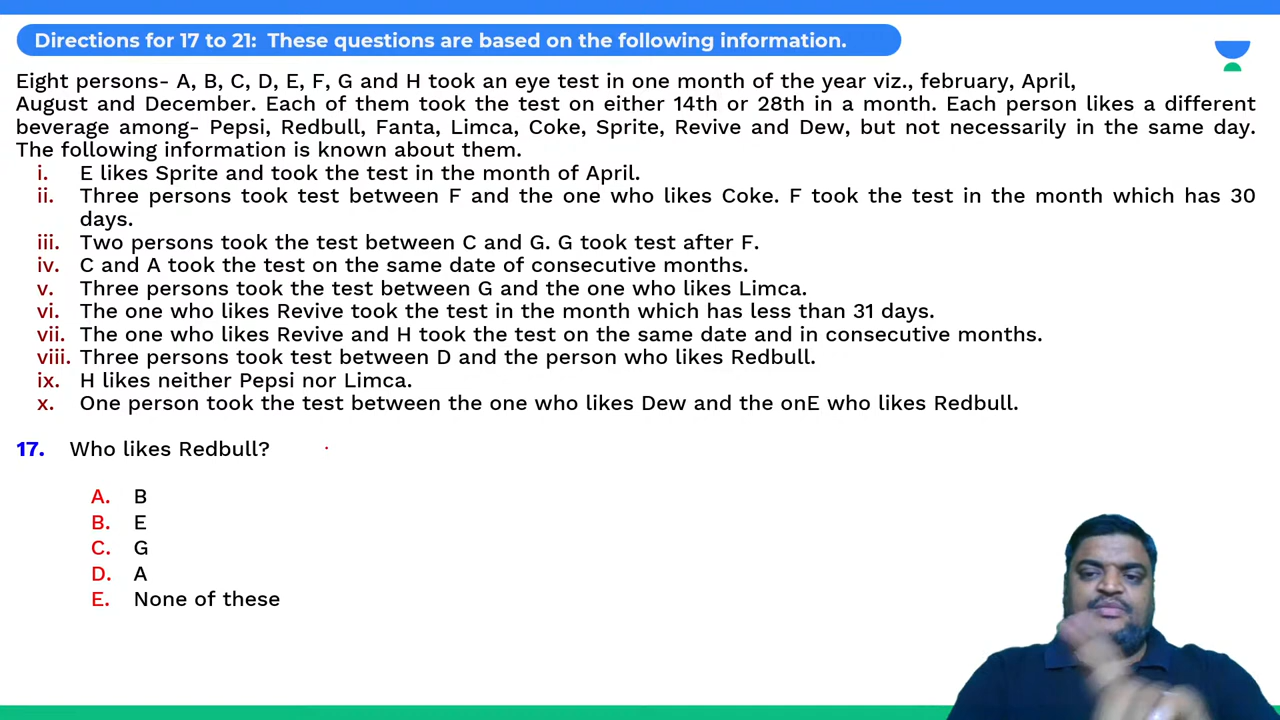 Directions for 17 to 21: These questions are based on the following information.
Eight persons- A, B, C, D, E, F, G and H took an eye test in one month of the year viz., february, April,
August and December. Each of them took the test on either 14th or 28th in a month. Each person likes a different
beverage among- Pepsi, Redbull, Fanta, Limca, Coke, Sprite, Revive and Dew, but not necessarily in the same day.
The following information is known about them.
i. E likes Sprite and took the test in the month of April.
ii. Three persons took test between F and the one who likes Coke. F took the test in the month which has 30
days.
iii. Two persons took the test between C and G. G took test after F.
iv. C and A took the test on the same date of consecutive months.
v. Three persons took the test between G and the one who likes Limca.
vi. The one who likes Revive took the test in the month which has less than 31 days.
vii. The one who likes Revive and H took the test on the same date and in consecutive months.
viii. Three persons took test between D and the person who likes Redbull.
ix. H likes neither Pepsi nor Limca.
x. One person took the test between the one who likes Dew and the onE who likes Redbull.
17. Who likes Redbull?
A. B
B. E
C. G
D. A
E. None of these